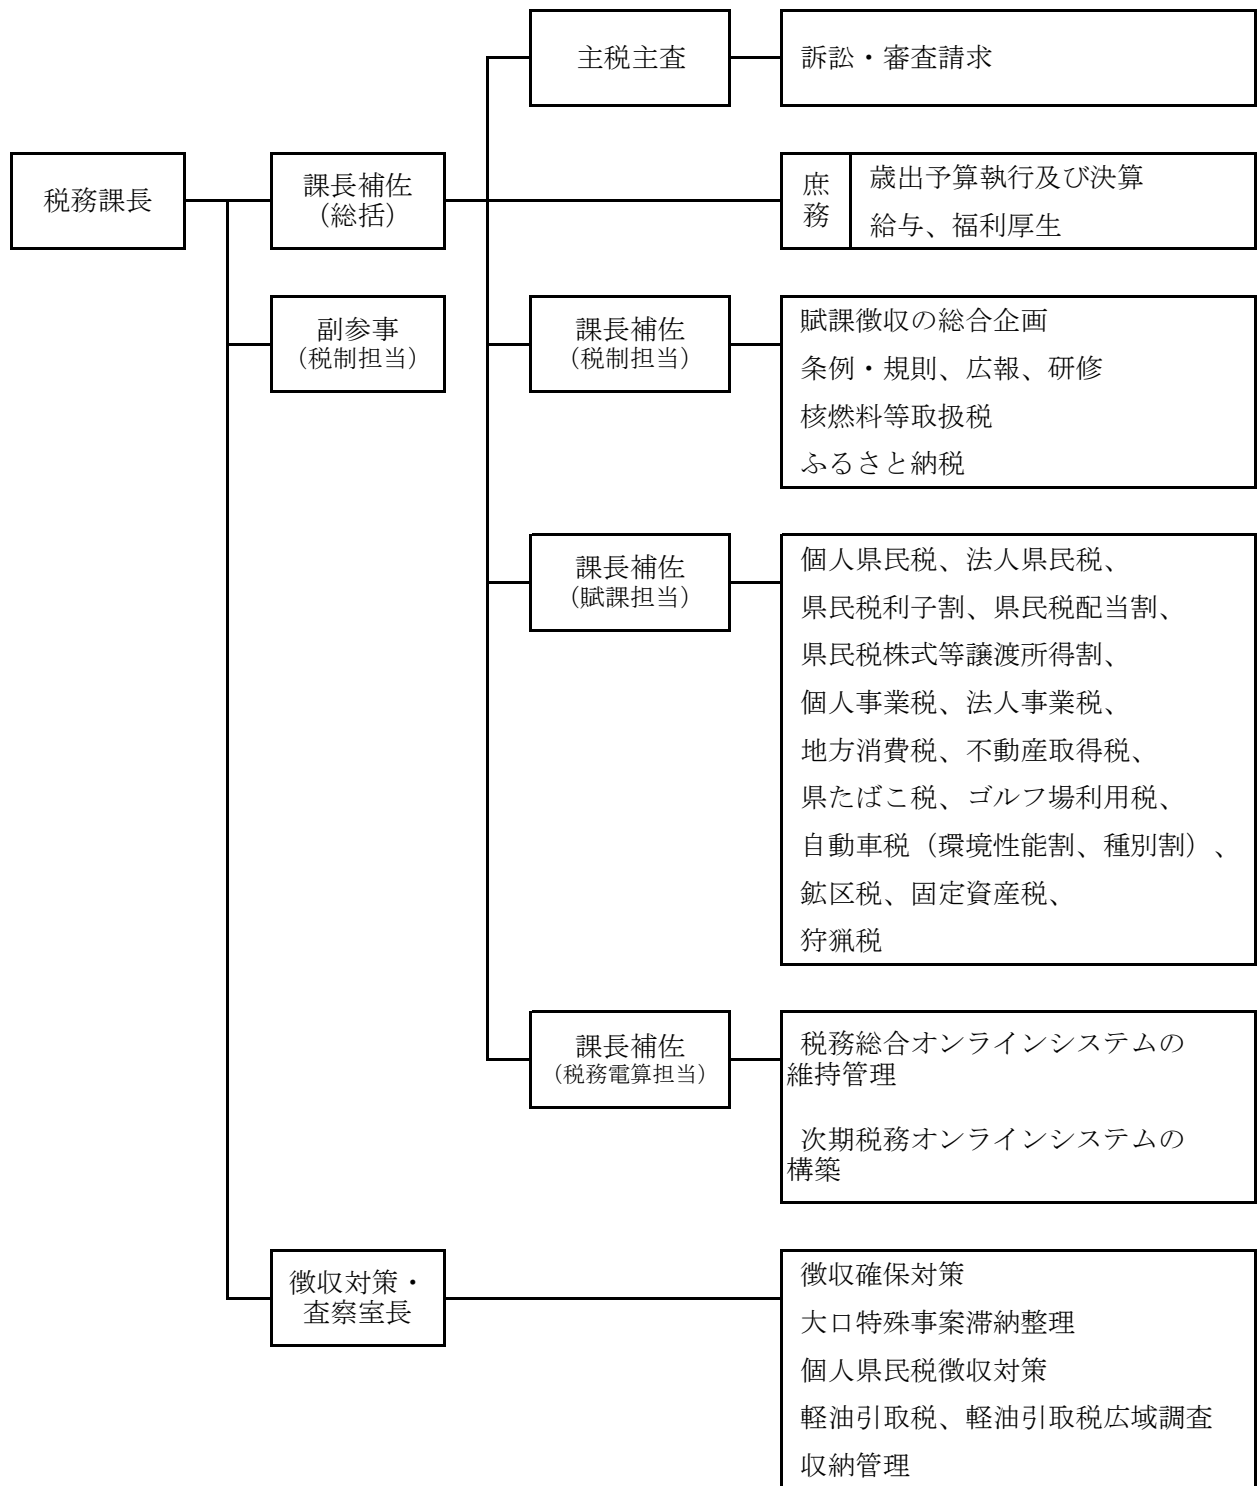 主税主査
訴訟・審査請求
税務課長
課長補佐
（総括）
庶務
歳出予算執行及び決算
給与、福利厚生
副参事
（税制担当）
課長補佐
（税制担当）
賦課徴収の総合企画
条例・規則、広報、研修
核燃料等取扱税
ふるさと納税
課長補佐
（賦課担当）
個人県民税、法人県民税、
県民税利子割、県民税配当割、
県民税株式等譲渡所得割、
個人事業税、法人事業税、
地方消費税、不動産取得税、
県たばこ税、ゴルフ場利用税、
自動車税（環境性能割、種別割）、
鉱区税、固定資産税、
狩猟税
課長補佐
（税務電算担当）
税務総合オンラインシステムの
維持管理
次期税務オンラインシステムの
構築
徴収対策・
査察室長
徴収確保対策
大口特殊事案滞納整理
個人県民税徴収対策
軽油引取税、軽油引取税広域調査
収納管理